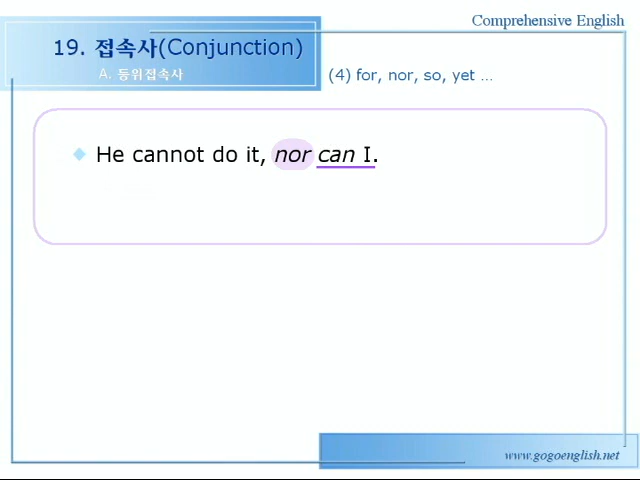 Comprehensive English
19. 접속사(Conjunction)
A. 등위접속사
(4) for, nor, so, yet ...
He cannot do it, nor can I.
www.gogoenglish.net